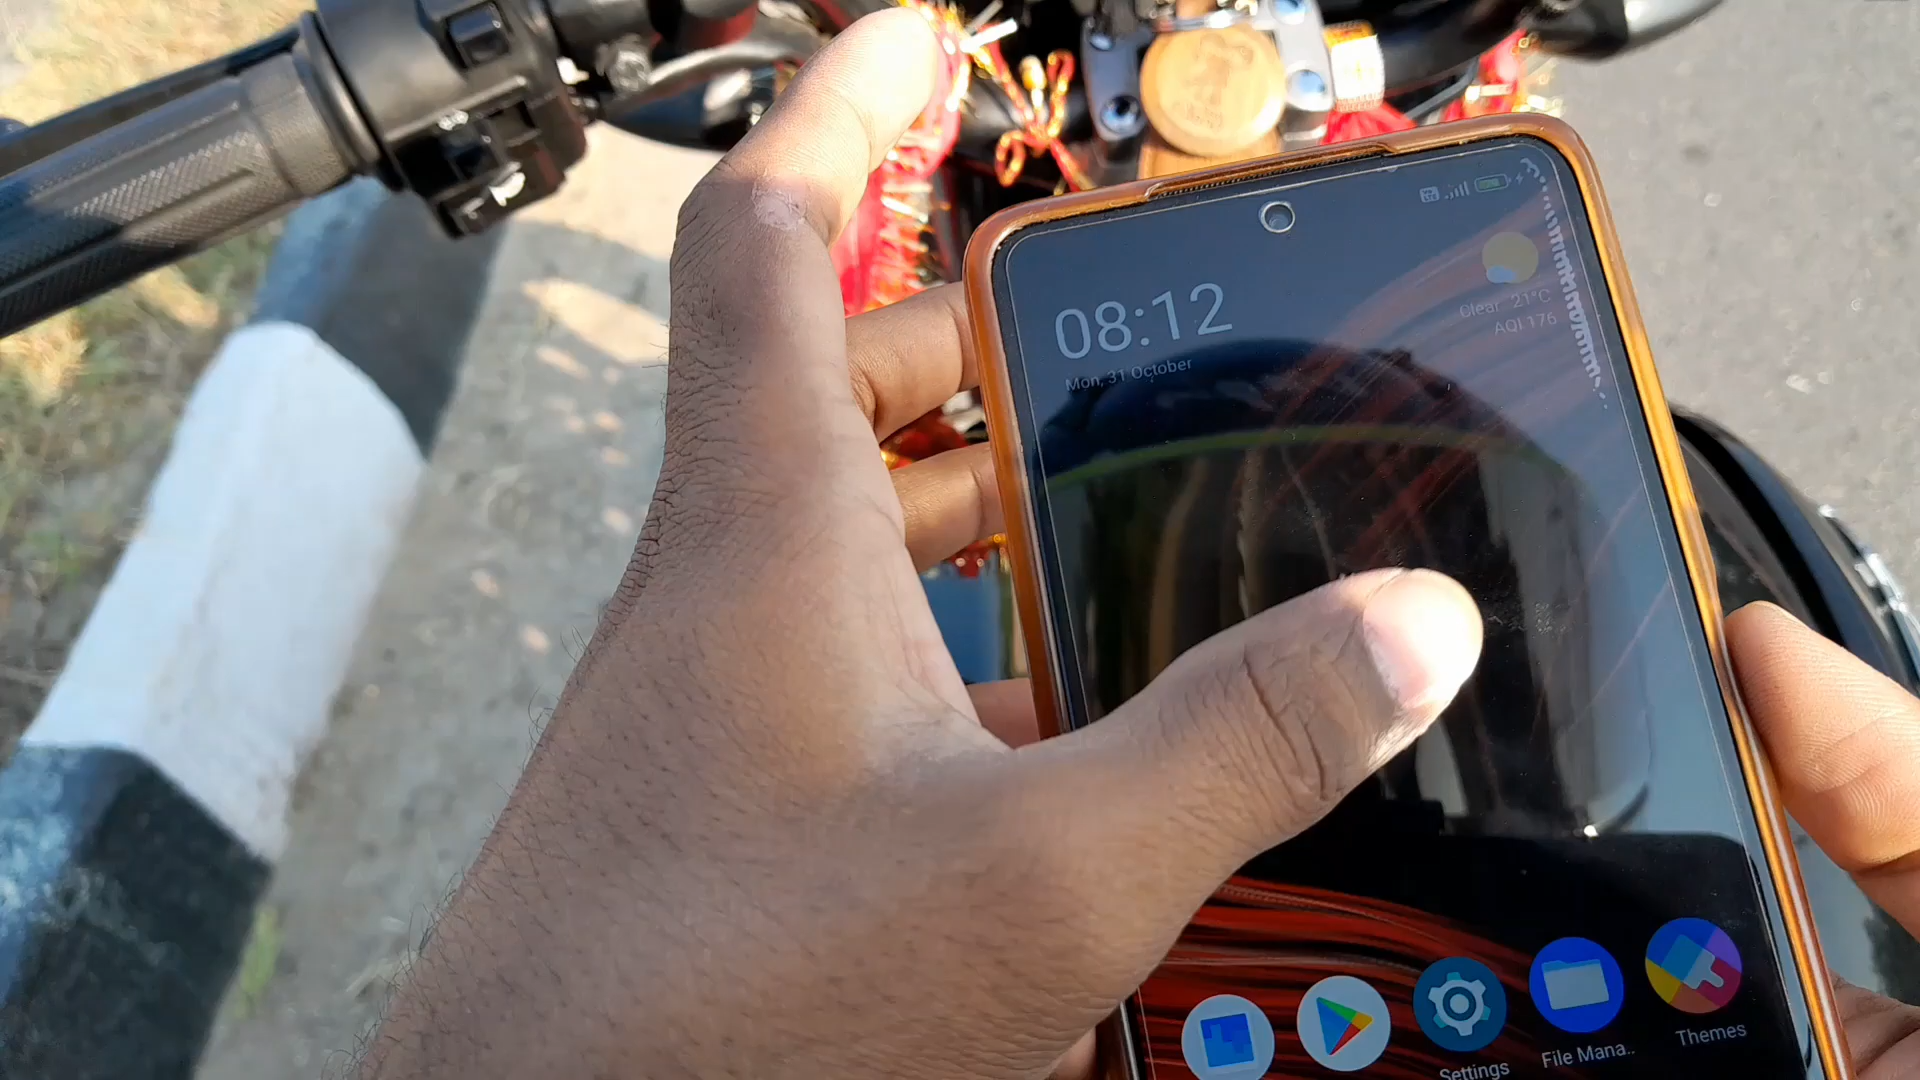 08:12
Mon, 31 October
Clear 21°C
AQI 176
Settings
File Mana..
Themes